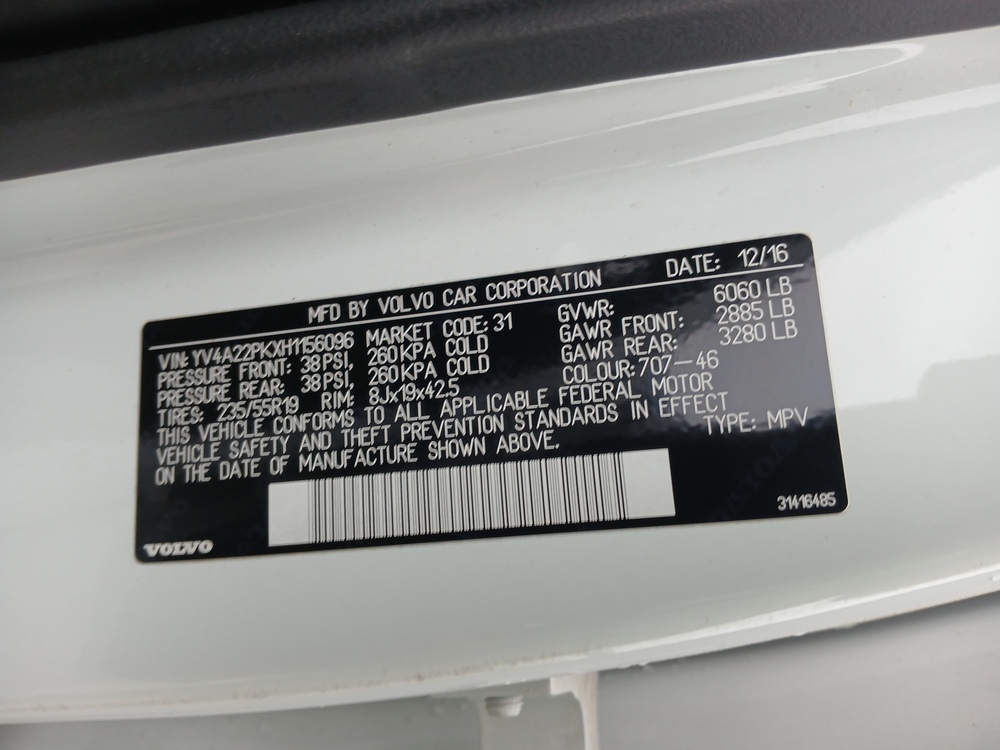 MFD BY VOLVO CAR CORPORATION DATE: 12/16
VIN: YV4A22PKXH1156096 MARKET CODE: 31 GVWR: 6060 LB
PRESSURE FRONT: 38PSI, 260KPA COLD GAWR FRONT: 2885 LB
PRESSURE REAR: 38PSI, 260KPA COLD GAWR REAR: 3280 LB
TIRES: 235/55R19 RIM: 8Jx19x42.5 COLOUR: 707-46
THIS VEHICLE CONFORMS TO ALL APPLICABLE FEDERAL MOTOR
VEHICLE SAFETY AND THEFT PREVENTION STANDARDS IN EFFECT
ON THE DATE OF MANUFACTURE SHOWN ABOVE. TYPE: MPV
VOLVO 31416485